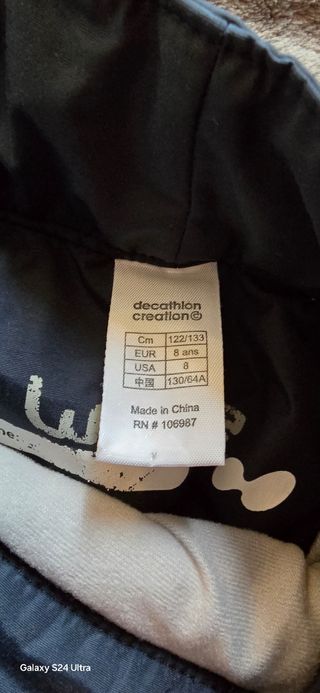 decathlon
creation©
Cm 122/133
EUR 8 ans
USA 8
中国 130/64A
Made in China
RN # 106987
Galaxy S24 Ultra